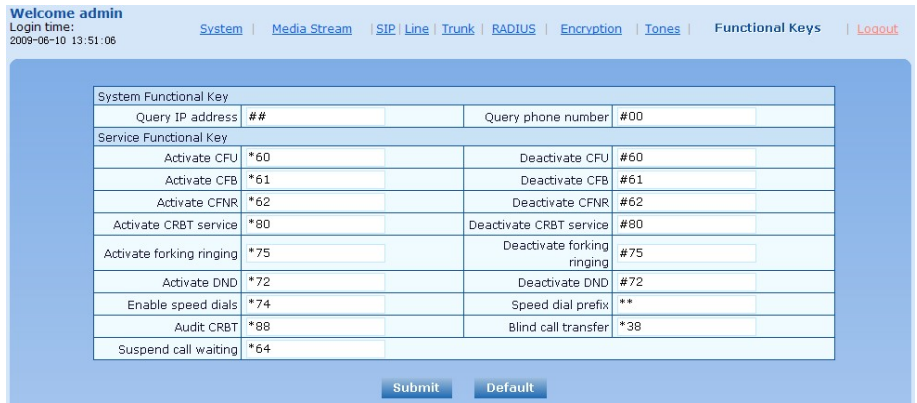 Welcome admin
Login time:
2009-06-10 13:51:06
System | Media Stream | SIP | Line | Trunk | RADIUS | Encryption | Tones | Functional Keys | Logout
System Functional Key
Query IP address ## Query phone number #00
Service Functional Key
Activate CFU *60 Deactivate CFU #60
Activate CFB *61 Deactivate CFB #61
Activate CFNR *62 Deactivate CFNR #62
Activate CRBT service *80 Deactivate CRBT service #80
Activate forking ringing *75 Deactivate forking ringing #75
Activate DND *72 Deactivate DND #72
Enable speed dials *74 Speed dial prefix **
Audit CRBT *88 Blind call transfer *38
Suspend call waiting *64
Submit Default